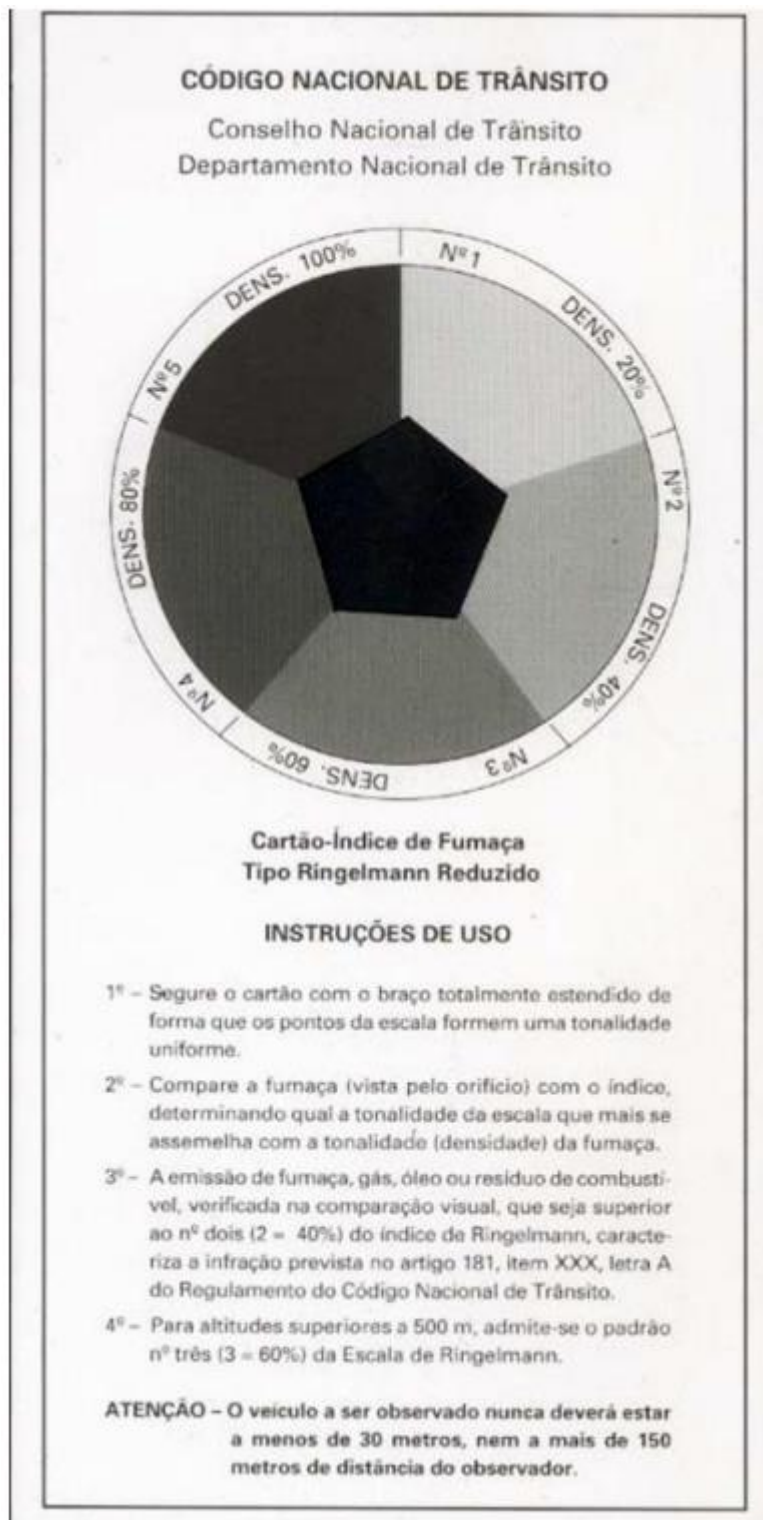 CÓDIGO NACIONAL DE TRÂNSITO
Conselho Nacional de Trânsito
Departamento Nacional de Trânsito
Nº 1
DENS. 20%
Nº 2
DENS. 40%
Nº 3
DENS. 60%
Nº 4
DENS. 80%
Nº 5
DENS. 100%
Cartão-Índice de Fumaça
Tipo Ringelmann Reduzido
INSTRUÇÕES DE USO
1º – Segure o cartão com o braço totalmente estendido de
forma que os pontos da escala formem uma tonalidade
uniforme.
2º – Compare a fumaça (vista pelo orifício) com o índice,
determinando qual a tonalidade da escala que mais se
assemelha com a tonalidade (densidade) da fumaça.
3º – A emissão de fumaça, gás, óleo ou resíduo de combustí-
vel, verificada na comparação visual, que seja superior
ao nº dois (2 = 40%) do índice de Ringelmann, caracte-
riza a infração prevista no artigo 181, item XXX, letra A
do Regulamento do Código Nacional de Trânsito.
4º – Para altitudes superiores a 500 m, admite-se o padrão
nº três (3 = 60%) da Escala de Ringelmann.
ATENÇÃO – O veículo a ser observado nunca deverá estar
a menos de 30 metros, nem a mais de 150
metros de distância do observador.